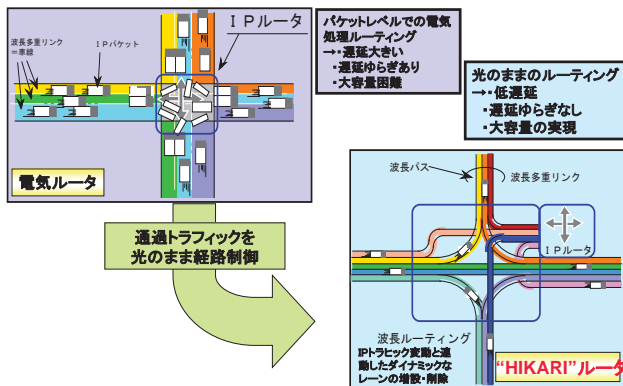 IPルータ
波長多重リンク
＝車線
IPパケット
電気ルータ
パケットレベルでの電気
処理ルーティング
→・遅延大きい
・遅延ゆらぎあり
・大容量困難
光のままのルーティング
→・低遅延
・遅延ゆらぎなし
・大容量の実現
通過トラフィックを
光のまま経路制御
波長パス
波長多重リンク
IPルータ
波長ルーティング
IPトラヒック変動と連
動したダイナミックな
レーンの増設・削除
“HIKARI”ルータ